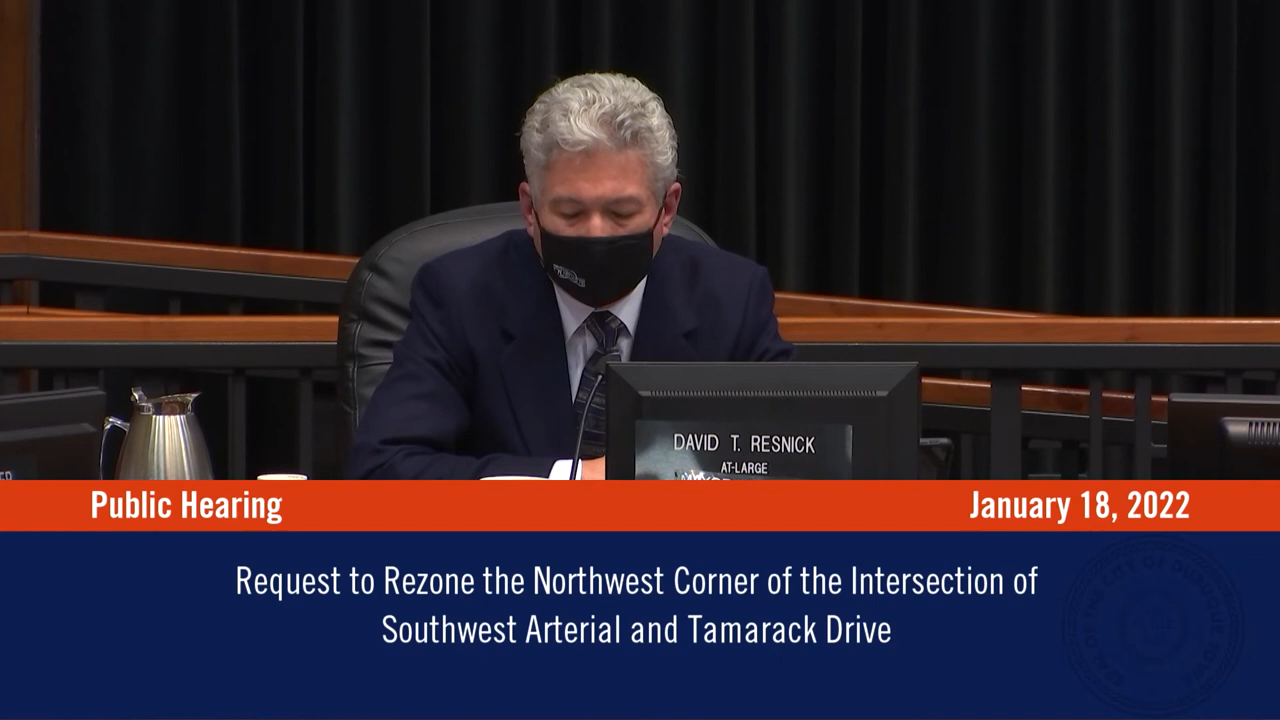 DAVID T. RESNICK
AT-LARGE
Public Hearing
January 18, 2022
Request to Rezone the Northwest Corner of the Intersection of
Southwest Arterial and Tamarack Drive